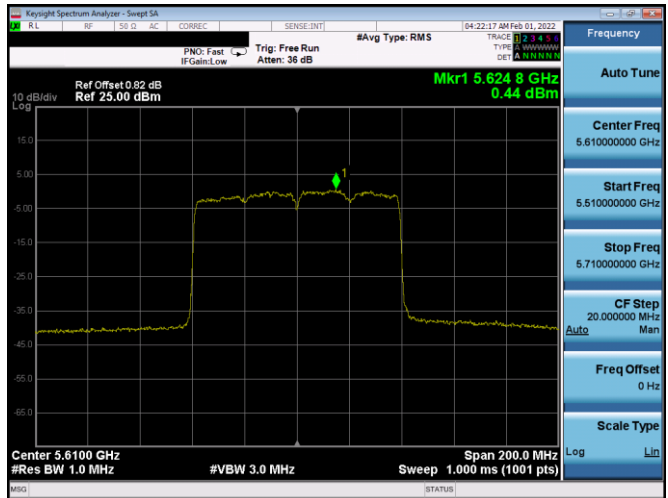 Keysight Spectrum Analyzer - Swept SA
RL RF 50 Ω AC CORREC SENSE:INT 04:22:17 AM Feb 01, 2022
#Avg Type: RMS TRACE 1 2 3 4 5 6
PNO: Fast Trig: Free Run TYPE A WWWWW
IFGain:Low Atten: 36 dB DET A N N N N N
Mkr1 5.624 8 GHz
0.44 dBm
Ref Offset 0.82 dB
10 dB/div Ref 25.00 dBm
Log
15.0
5.00
1
-5.00
-15.0
-25.0
-35.0
-45.0
-55.0
-65.0
Center 5.6100 GHz Span 200.0 MHz
#Res BW 1.0 MHz #VBW 3.0 MHz Sweep 1.000 ms (1001 pts)
MSG STATUS
Frequency
Auto Tune
Center Freq
5.610000000 GHz
Start Freq
5.510000000 GHz
Stop Freq
5.710000000 GHz
CF Step
20.000000 MHz
Auto Man
Freq Offset
0 Hz
Scale Type
Log Lin